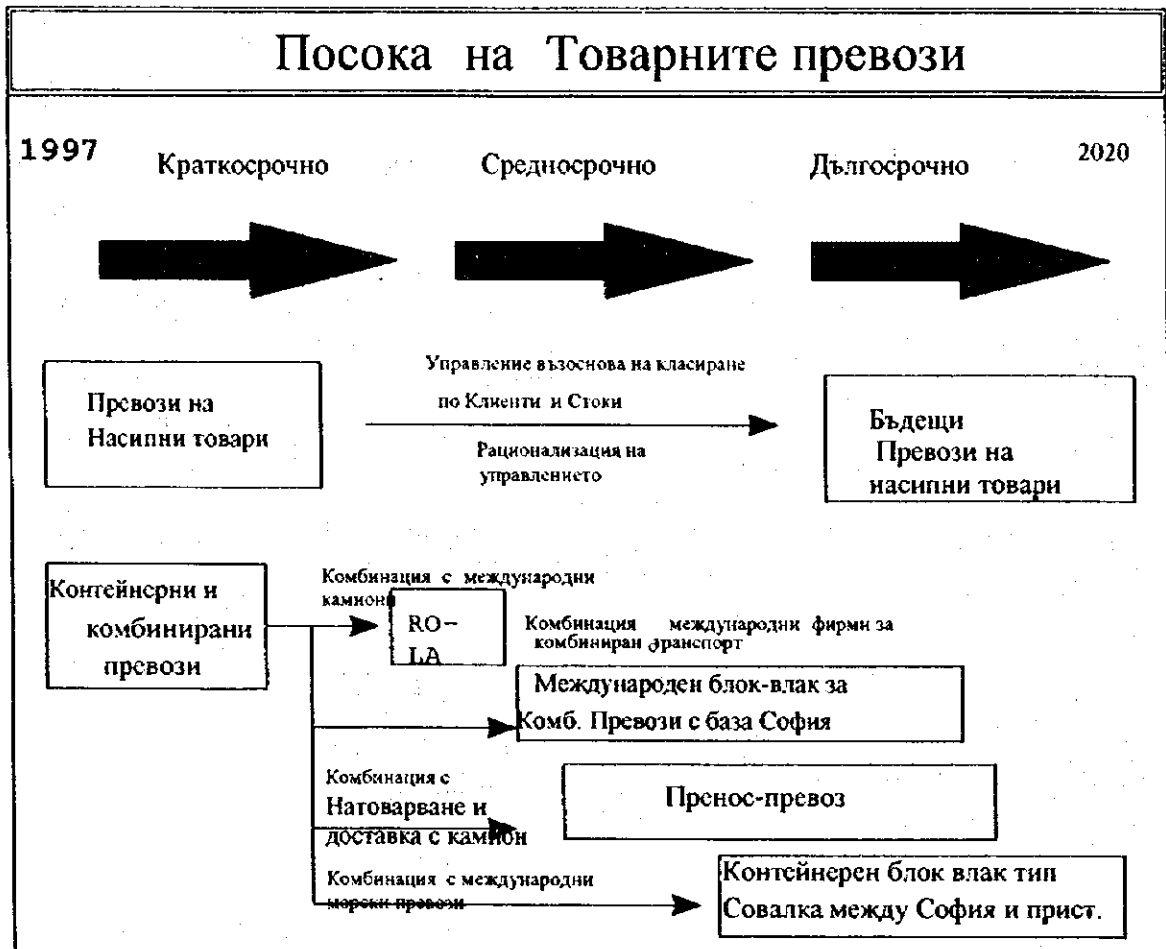 Посока на Товарните превози
1997
Краткосрочно
Средносрочно
Дългосрочно
2020
Превози на
Насипни товари
Управление възоснова на класиране
по Клиенти и Стоки
Рационализация на
управлението
Бъдещи
Превози на
насипни товари
Контейнерни и
комбинирани
превози
Комбинация с международни
камиони
RO-
LA
Комбинация международни фирми за
комбиниран транспорт
Международен блок-влак за
Комб. Превози с база София
Комбинация с
Натоварване и
доставка с камион
Пренос-превоз
Комбинация с международни
морски превози
Контейнерен блок влак тип
Совалка между София и прист.